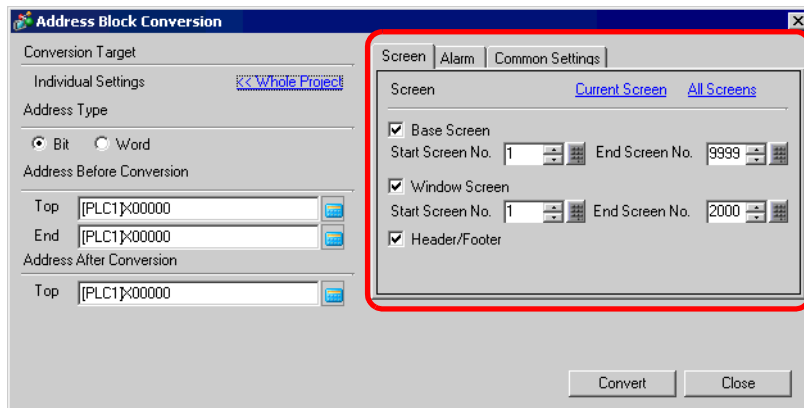 Address Block Conversion
Conversion Target
Individual Settings << Whole Project
Address Type
Bit Word
Address Before Conversion
Top [PLC1]X00000
End [PLC1]X00000
Address After Conversion
Top [PLC1]X00000
Screen Alarm Common Settings
Screen Current Screen All Screens
Base Screen
Start Screen No. 1 End Screen No. 9999
Window Screen
Start Screen No. 1 End Screen No. 2000
Header/Footer
Convert Close